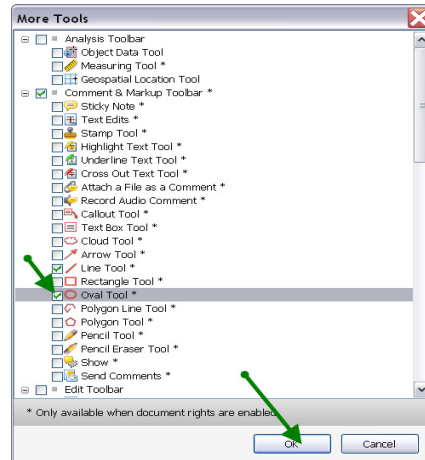 More Tools
Analysis Toolbar
Object Data Tool
Measuring Tool *
Geospatial Location Tool
Comment & Markup Toolbar *
Sticky Note *
Text Edits *
Stamp Tool *
Highlight Text Tool *
Underline Text Tool *
Cross Out Text Tool *
Attach a File as a Comment *
Record Audio Comment *
Callout Tool *
Text Box Tool *
Cloud Tool *
Arrow Tool *
Line Tool *
Rectangle Tool *
Oval Tool *
Polygon Line Tool *
Polygon Tool *
Pencil Tool *
Pencil Eraser Tool *
Show *
Send Comments *
Edit Toolbar
* Only available when document rights are enabled
OK Cancel